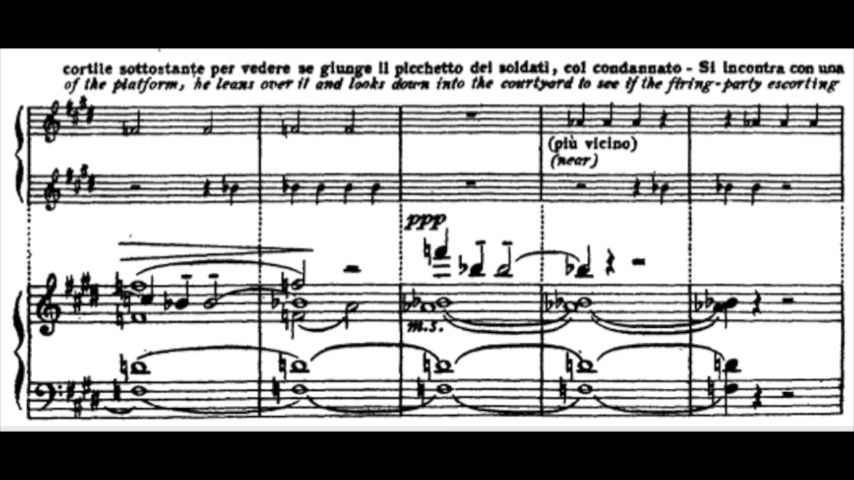 cortile sottostante per vedere se giunge il picchetto dei soldati, col condannato - Si incontra con una
of the platform, he leans over it and looks down into the courtyard to see if the firing-party escorting
(più vicino)
(near)
ppp
m.s.